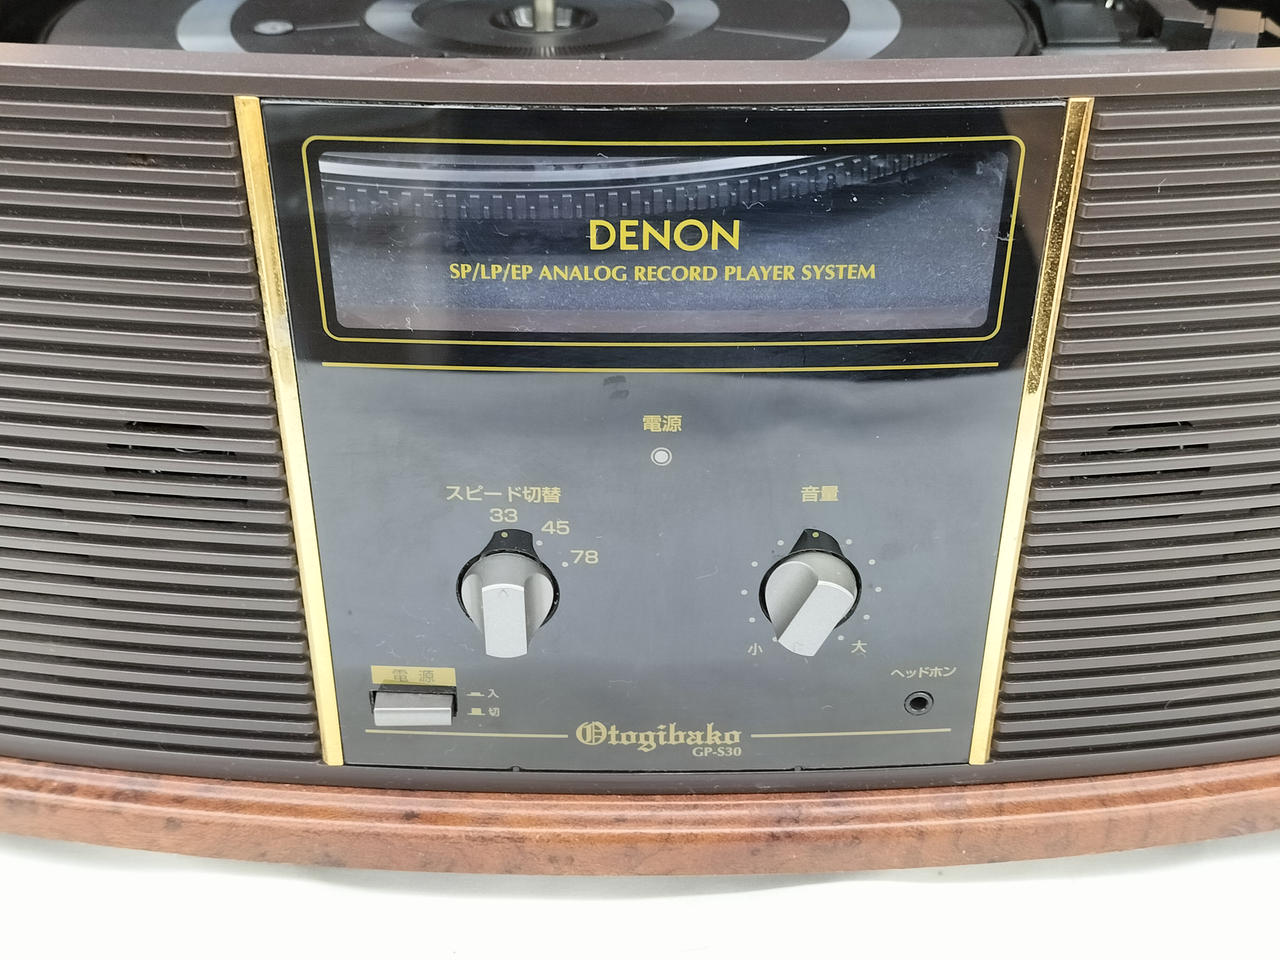 DENON
SP/LP/EP ANALOG RECORD PLAYER SYSTEM
電源
スピード切替
33
45
78
音量
小
大
電源
入
切
ヘッドホン
Otogibako
GP-S30